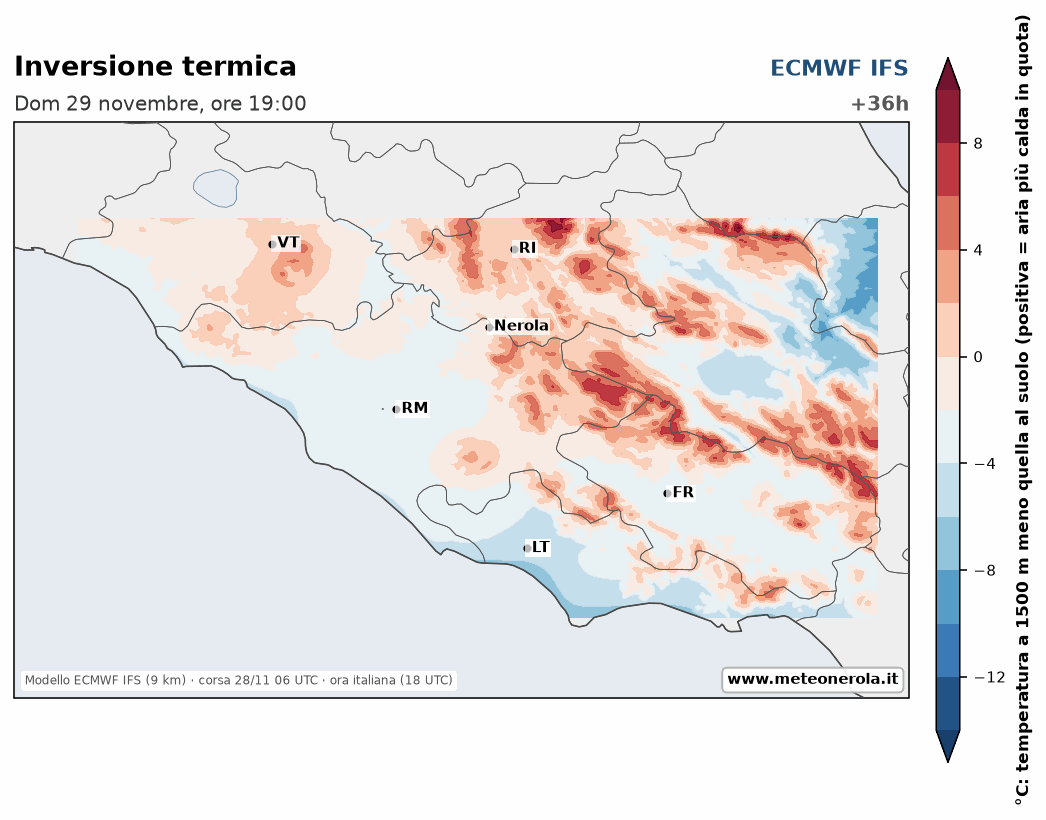 Inversione termica
ECMWF IFS
Dom 29 novembre, ore 19:00
+36h
VT
RI
Nerola
RM
FR
LT
Modello ECMWF IFS (9 km) · corsa 28/11 06 UTC · ora italiana (18 UTC)
www.meteonerola.it
8
4
0
−4
−8
−12
°C: temperatura a 1500 m meno quella al suolo (positiva = aria più calda in quota)